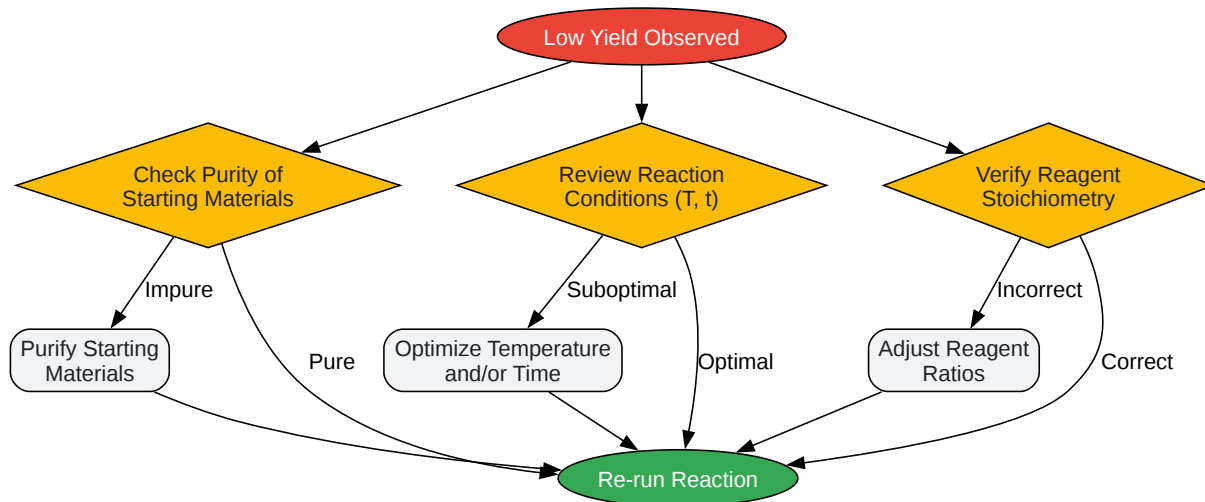 Low Yield Observed
Check Purity of
Starting Materials
Review Reaction
Conditions (T, t)
Verify Reagent
Stoichiometry
Impure
Suboptimal
Incorrect
Purify Starting
Materials
Pure
Optimize Temperature
and/or Time
Optimal
Adjust Reagent
Ratios
Correct
Re-run Reaction